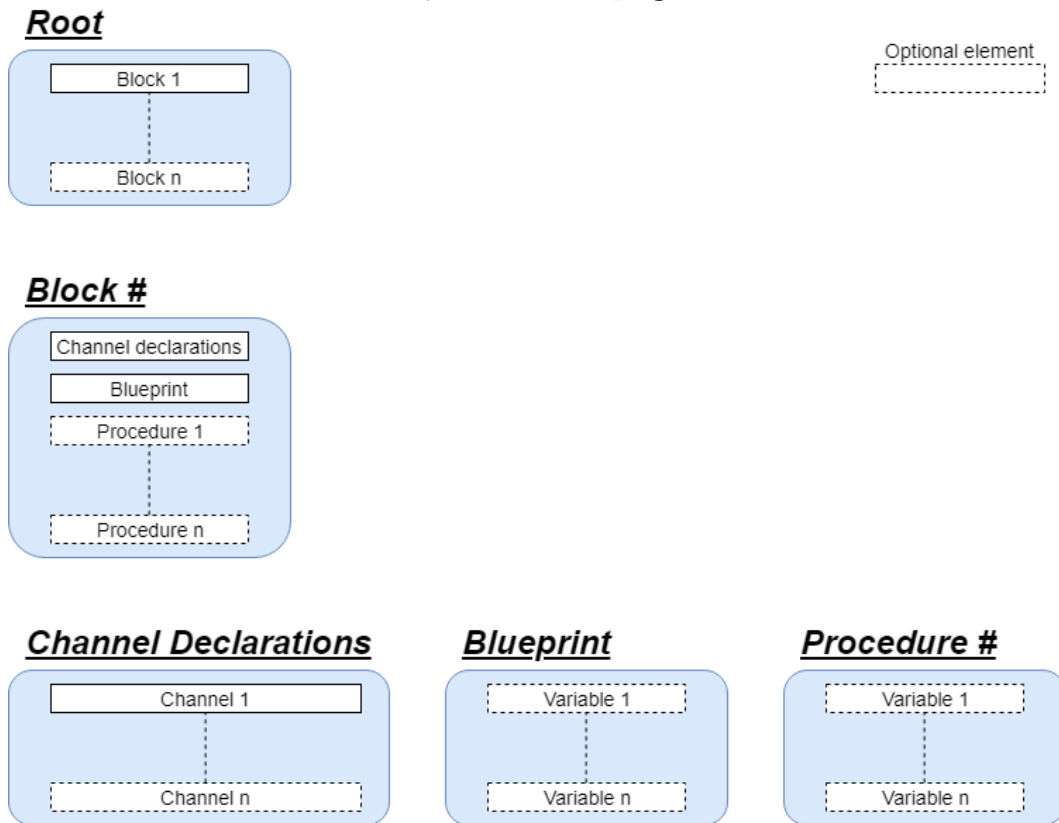 Root
Optional element
Block 1
Block n
Block #
Channel declarations
Blueprint
Procedure 1
Procedure n
Channel Declarations
Channel 1
Channel n
Blueprint
Variable 1
Variable n
Procedure #
Variable 1
Variable n